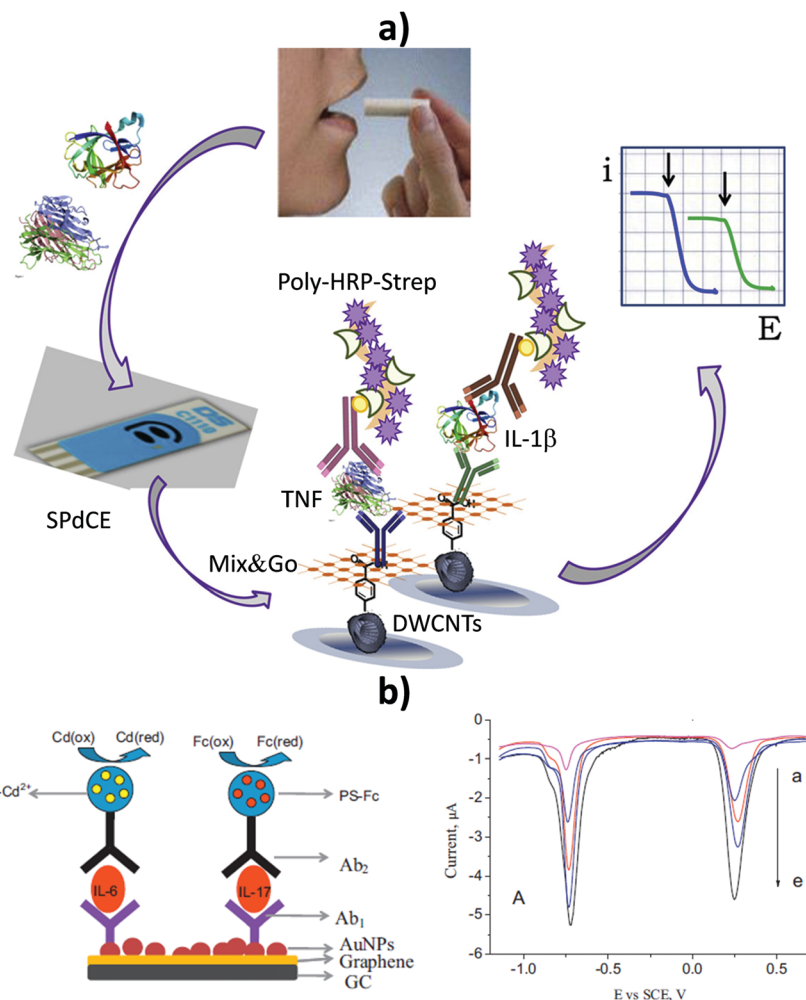 a)
i
E
Poly-HRP-Strep
IL-1β
TNF
SPdCE
DS
C1110
Mix&Go
DWCNTs
b)
Cd(ox) Cd(red) Fc(ox) Fc(red)
-Cd²⁺
PS-Fc
Ab₂
IL-6 IL-17
Ab₁
AuNPs
Graphene
GC
0
-1
-2
-3
-4
-5
-6
Current, μA
a
e
A
-1.0 -0.5 0.0 0.5
E vs SCE, V